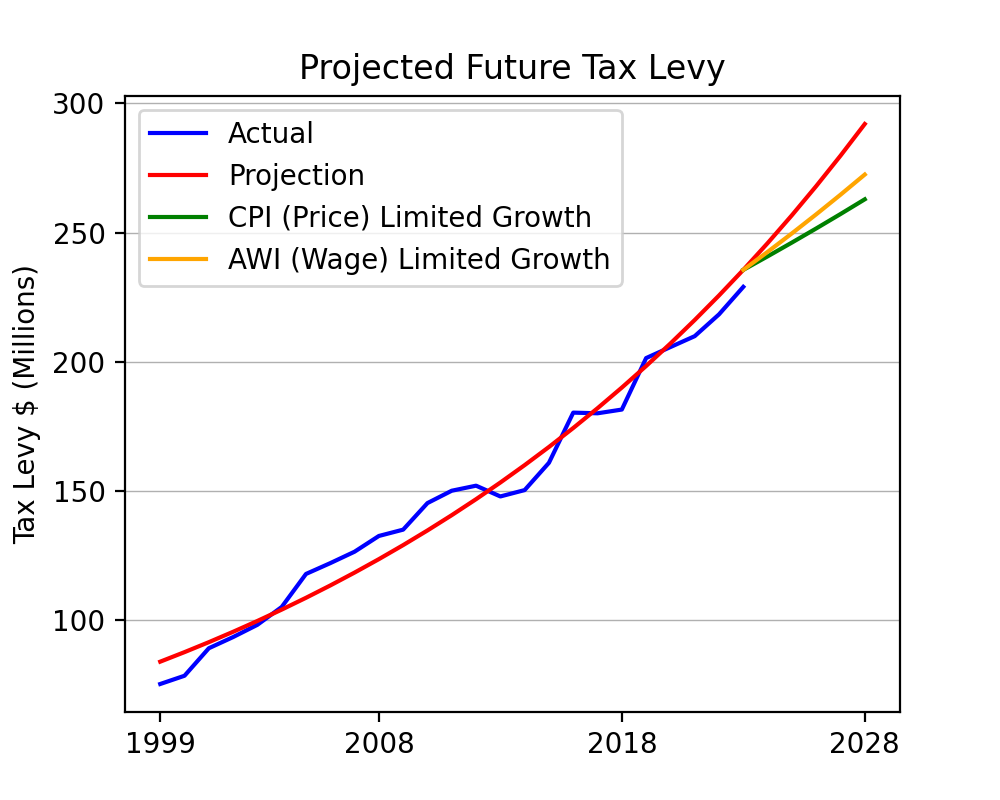 Projected Future Tax Levy
Tax Levy $ (Millions)
300
250
200
150
100
Actual
Projection
CPI (Price) Limited Growth
AWI (Wage) Limited Growth
1999
2008
2018
2028